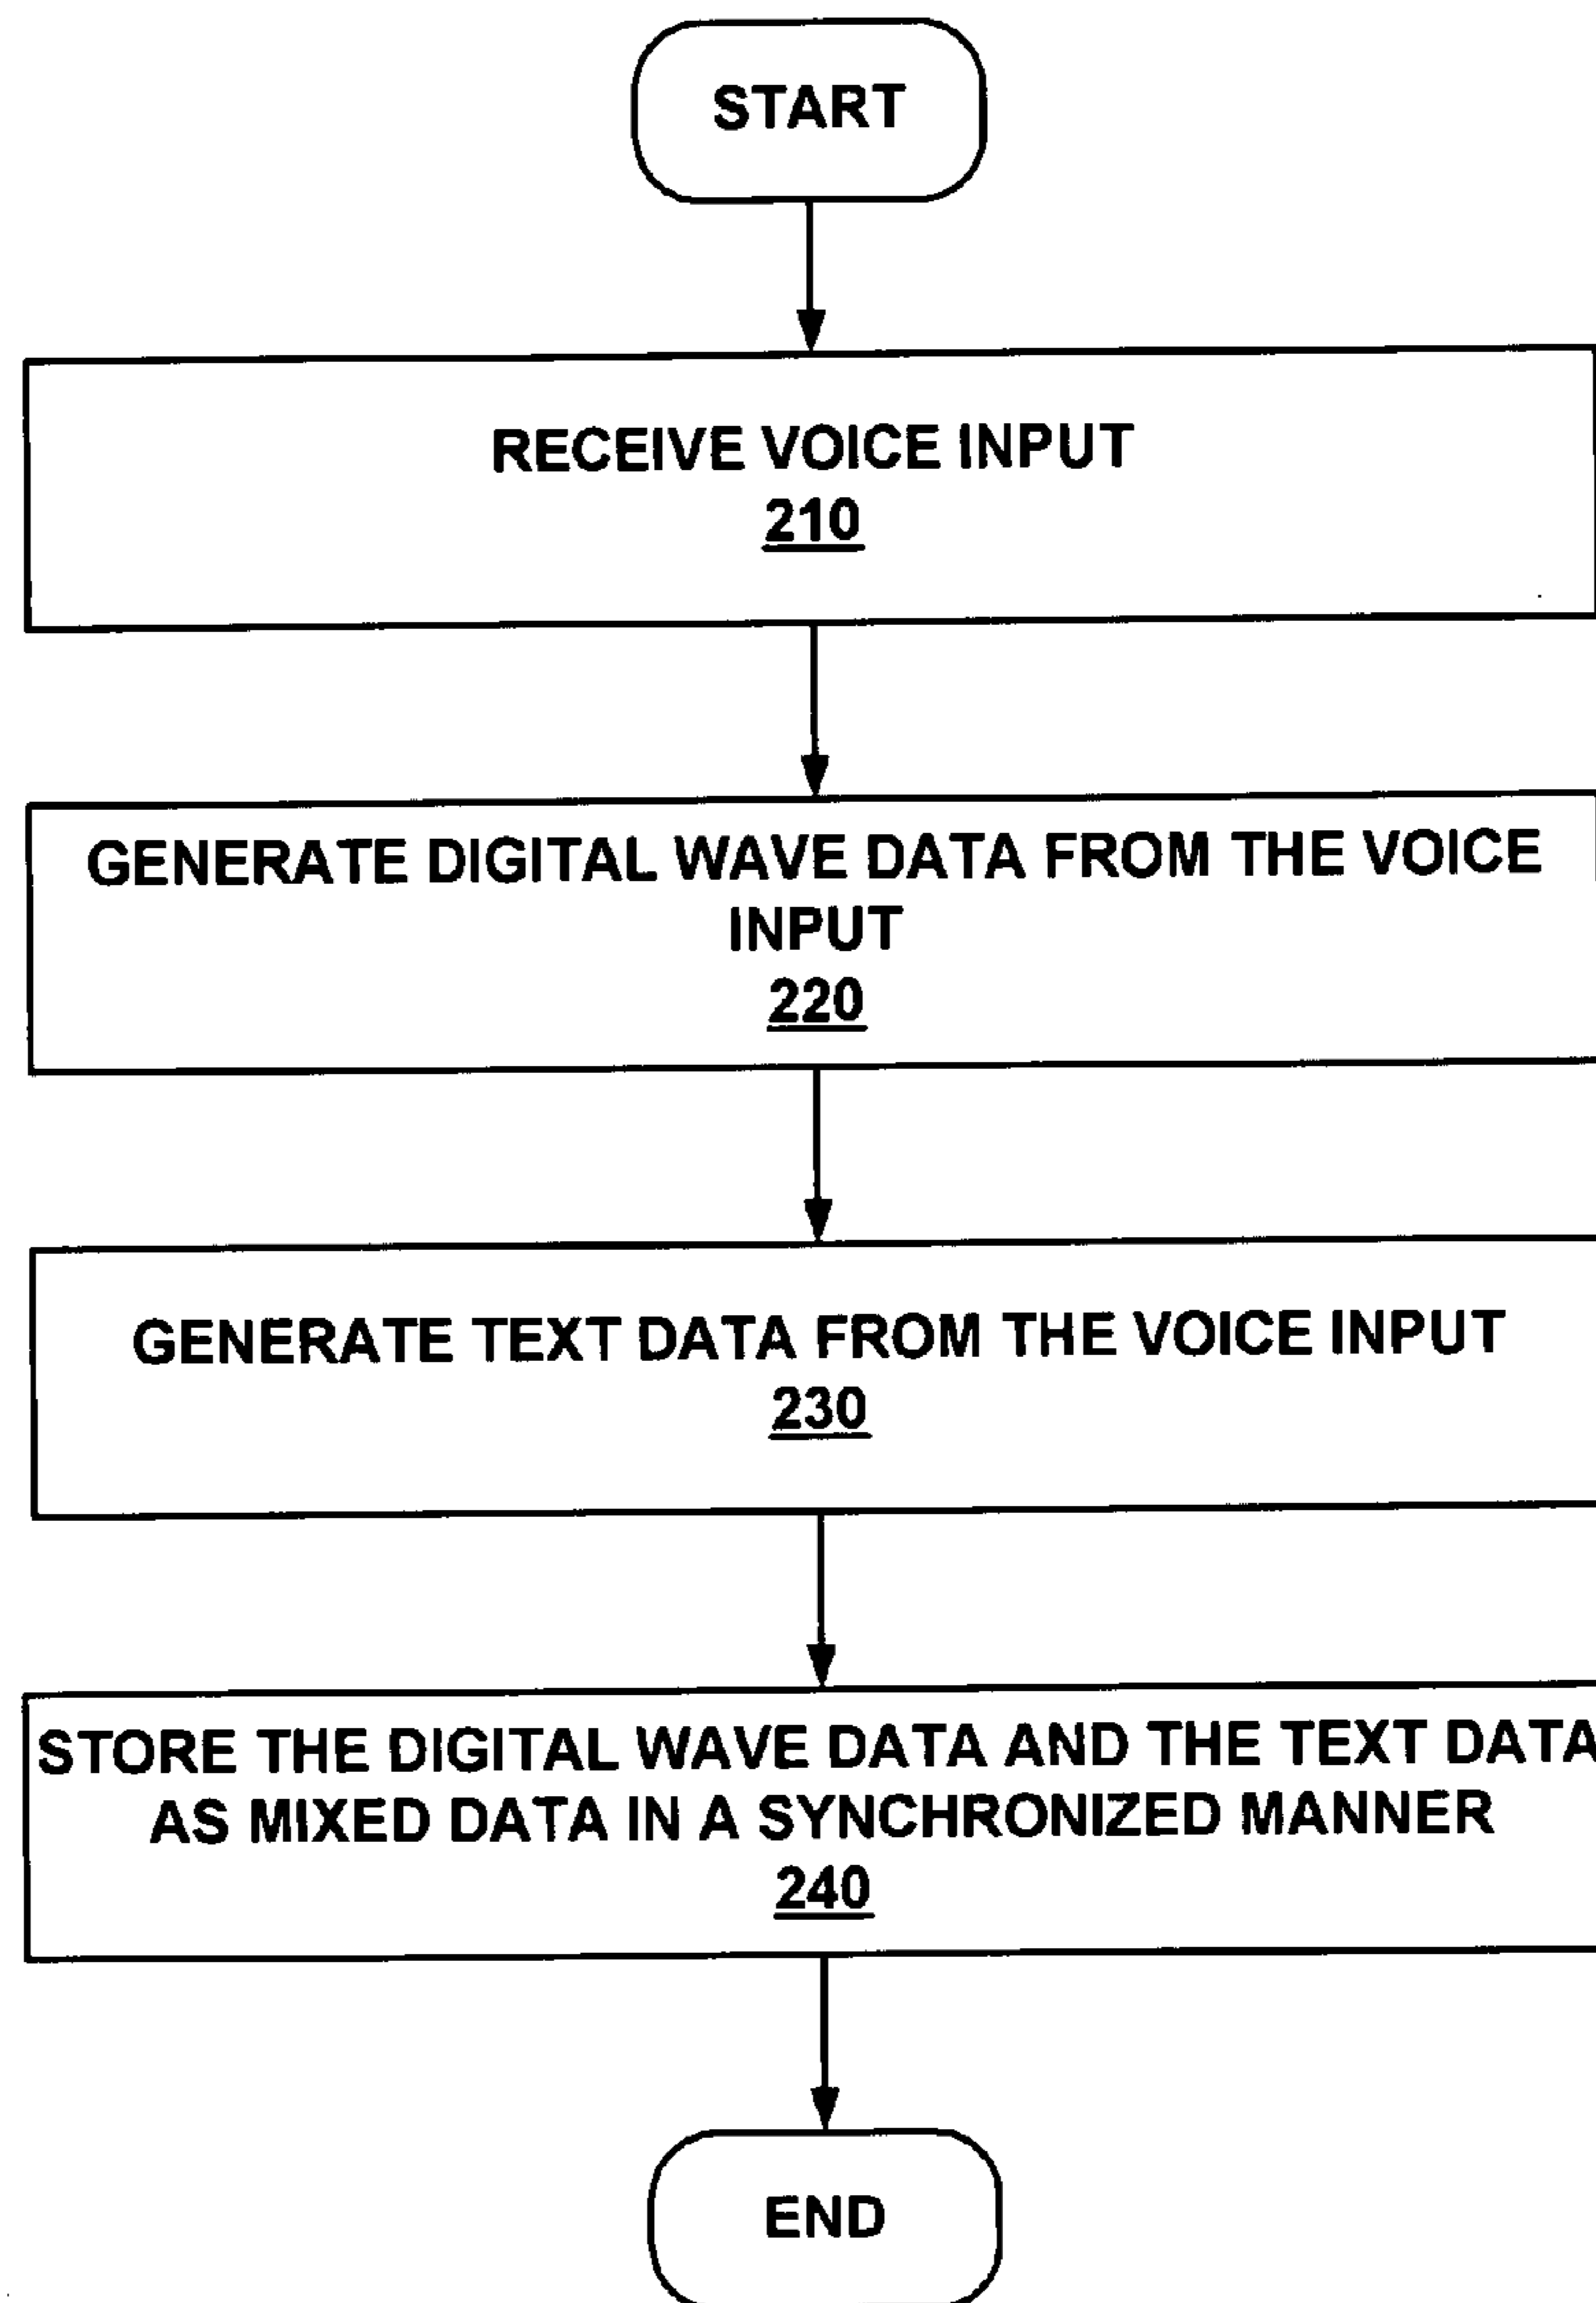 START
RECEIVE VOICE INPUT
210
GENERATE DIGITAL WAVE DATA FROM THE VOICE
INPUT
220
GENERATE TEXT DATA FROM THE VOICE INPUT
230
STORE THE DIGITAL WAVE DATA AND THE TEXT DATA
AS MIXED DATA IN A SYNCHRONIZED MANNER
240
END